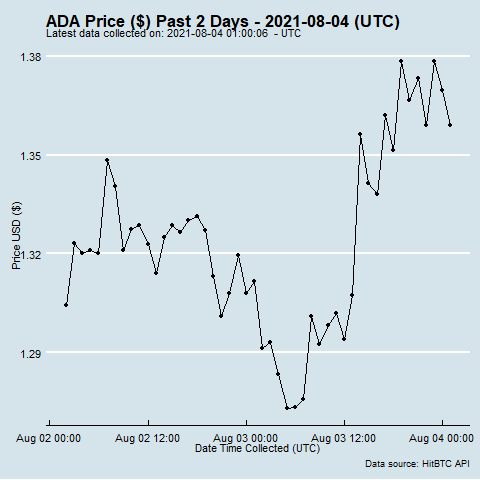 ADA Price ($) Past 2 Days - 2021-08-04 (UTC)
Latest data collected on: 2021-08-04 01:00:06  - UTC
1.38
1.35
1.32
1.29
Price USD ($)
Aug 02 00:00 Aug 02 12:00 Aug 03 00:00 Aug 03 12:00 Aug 04 00:00
Date Time Collected (UTC)
Data source: HitBTC API